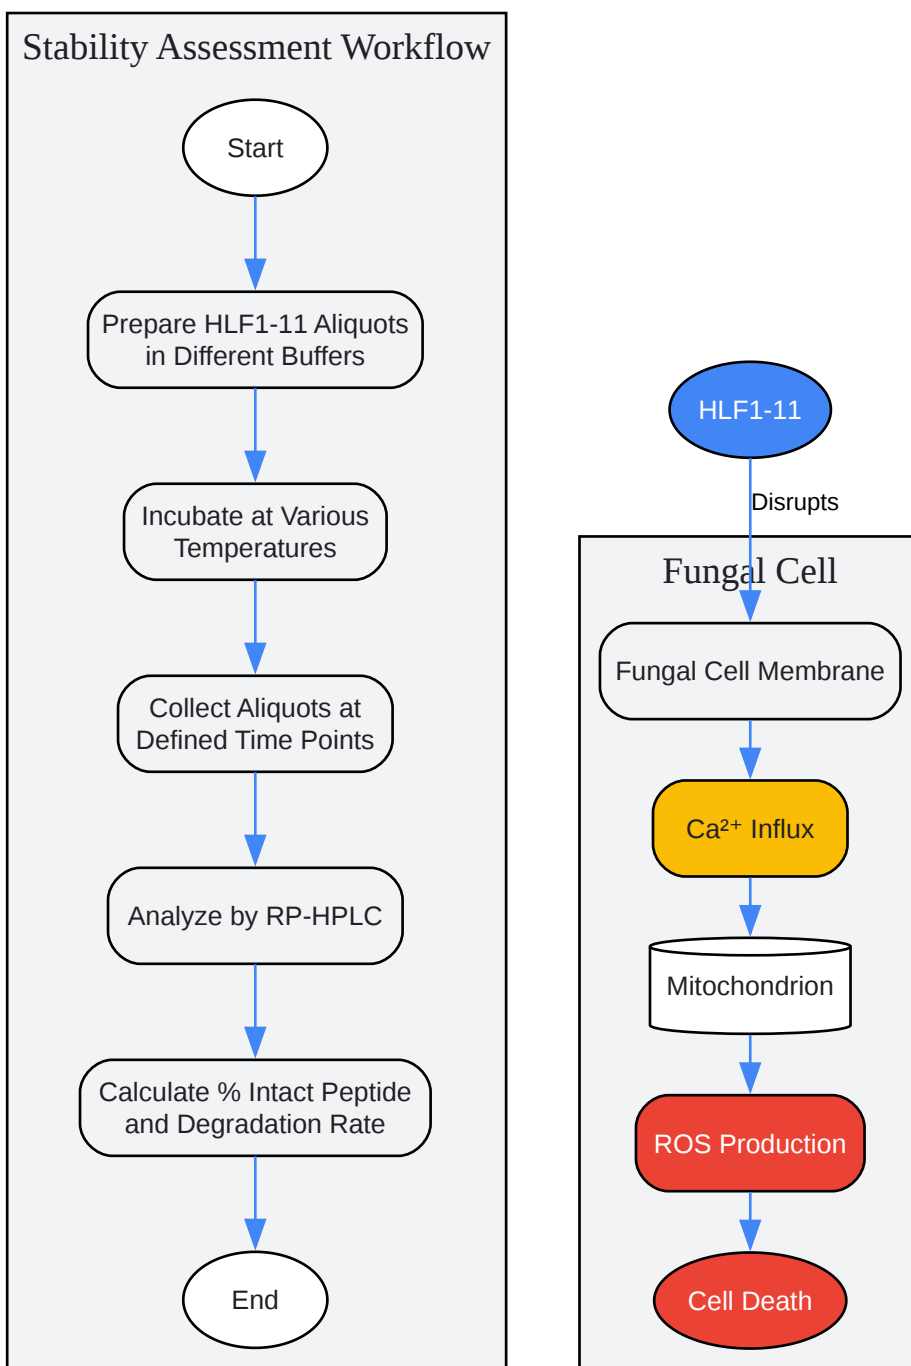 Stability Assessment Workflow
Start
Prepare HLF1-11 Aliquots
in Different Buffers
Incubate at Various
Temperatures
Collect Aliquots at
Defined Time Points
Analyze by RP-HPLC
Calculate % Intact Peptide
and Degradation Rate
End
HLF1-11
Disrupts
Fungal Cell
Fungal Cell Membrane
Ca²⁺ Influx
Mitochondrion
ROS Production
Cell Death